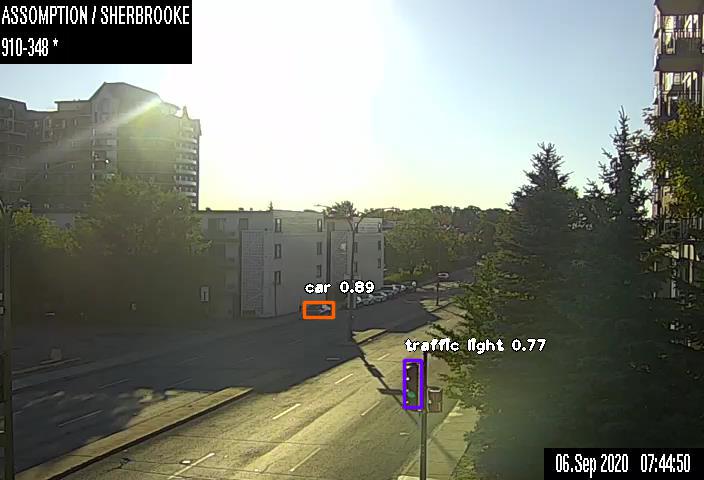 ASSOMPTION / SHERBROOKE
910-348 *
car 0.89
traffic light 0.77
06.Sep 2020 07:44:50